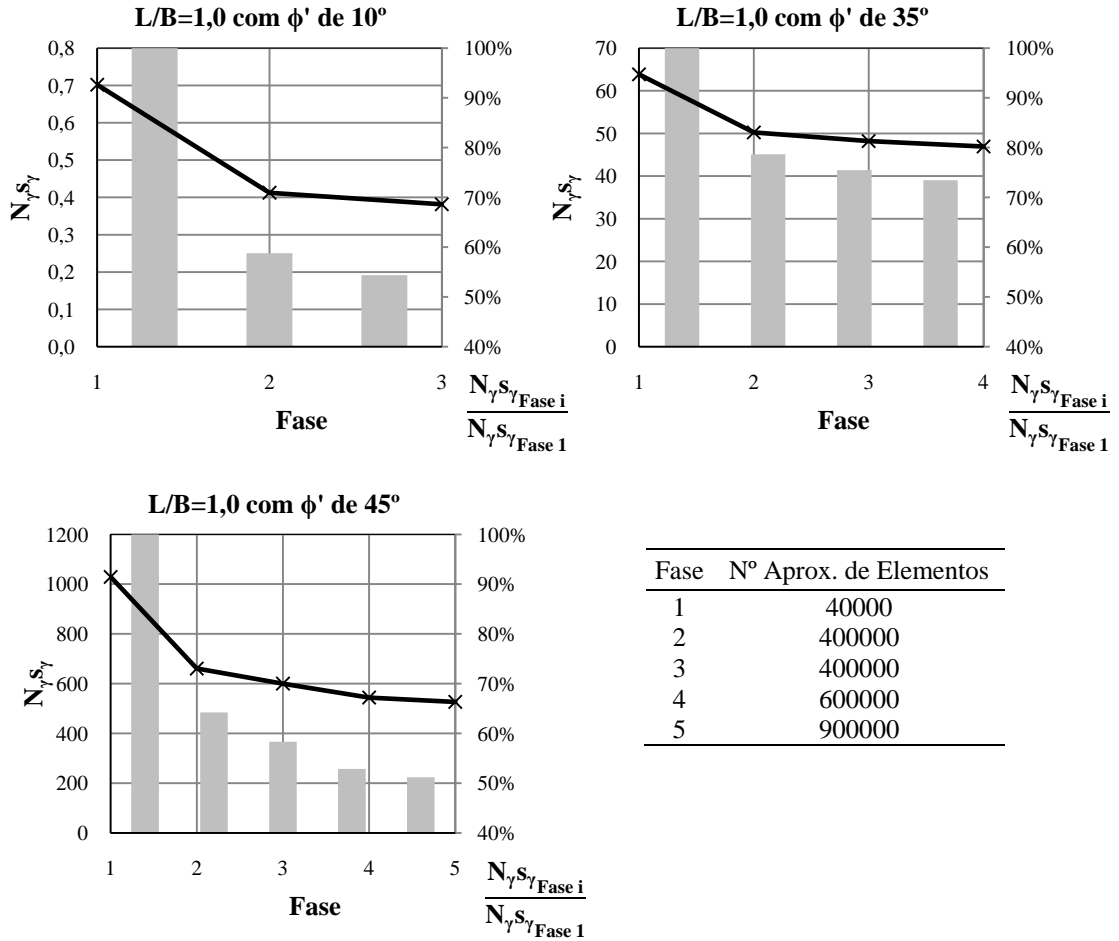 L/B=1,0 com ϕ' de 10º
0,8
0,7
0,6
0,5
0,4
0,3
0,2
0,1
0,0
NγSγ
100%
90%
80%
70%
60%
50%
40%
1 2 3
Fase
NγSγFase i
NγSγFase 1
L/B=1,0 com ϕ' de 35º
70
60
50
40
30
20
10
0
NγSγ
100%
90%
80%
70%
60%
50%
40%
1 2 3 4
Fase
NγSγFase i
NγSγFase 1
L/B=1,0 com ϕ' de 45º
1200
1000
800
600
400
200
0
NγSγ
100%
90%
80%
70%
60%
50%
40%
1 2 3 4 5
Fase
NγSγFase i
NγSγFase 1
Fase Nº Aprox. de Elementos
1 40000
2 400000
3 400000
4 600000
5 900000